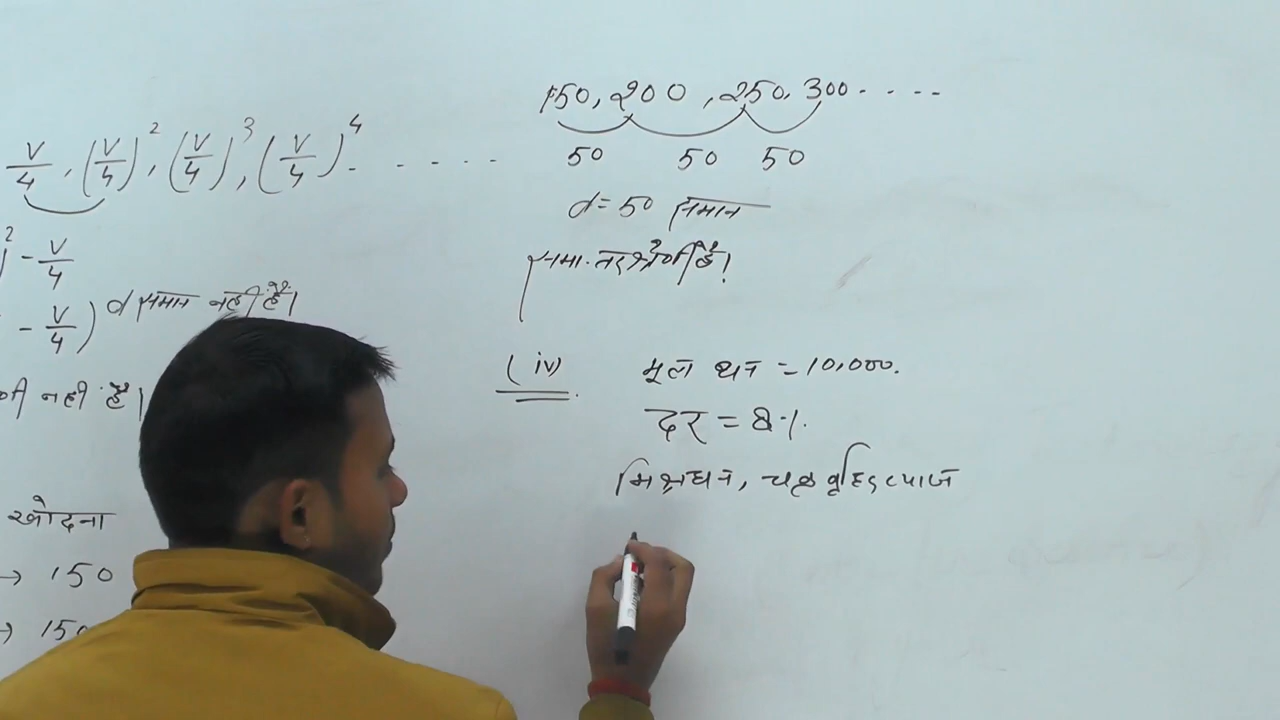 V/4, (V/4)², (V/4)³, (V/4)⁴. - - - -
)² - V/4
- V/4) d समान नहीं है।
नहीं है।
खोदना
→ 150
→ 150
150, 200, 250, 300 - - - -
50 50 50
d = 50 समान
समान्तर श्रेणी है।
(iv) मूल धन = 10,000.
दर = 8%
मिश्रधन, चक्रवृद्धि ब्याज